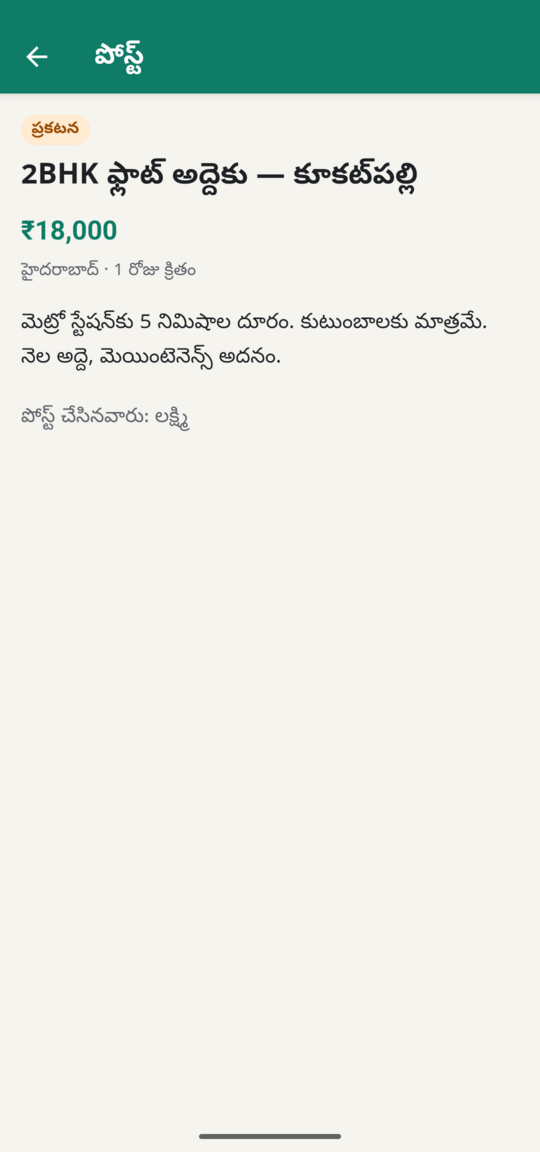 పోస్ట్
ప్రకటన
2BHK ఫ్లాట్ అద్దెకు — కూకట్‌పల్లి
₹18,000
హైదరాబాద్ · 1 రోజు క్రితం
మెట్రో స్టేషన్‌కు 5 నిమిషాల దూరం. కుటుంబాలకు మాత్రమే.
నెల అద్దె, మెయింటెనెన్స్ అదనం.
పోస్ట్ చేసినవారు: లక్ష్మి